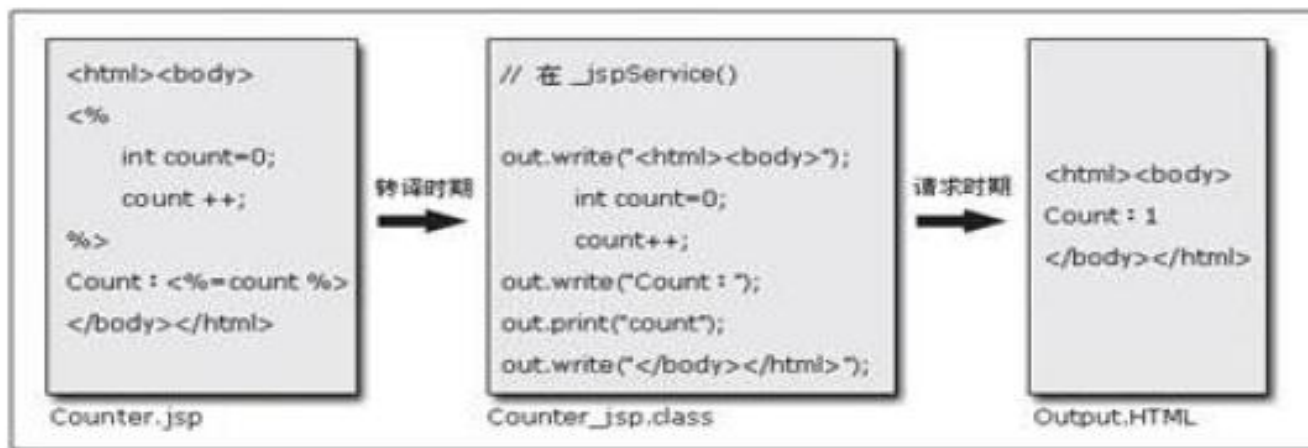 <html><body>
<%
int count=0;
count ++;
%>
Count：<%=count %>
</body></html>
Counter.jsp
转译时期
// 在 _jspService()
out.write("<html><body>");
int count=0;
count++;
out.write("Count：");
out.print("count");
out.write("</body></html>");
Counter_jsp.class
请求时期
<html><body>
Count：1
</body></html>
Output.HTML